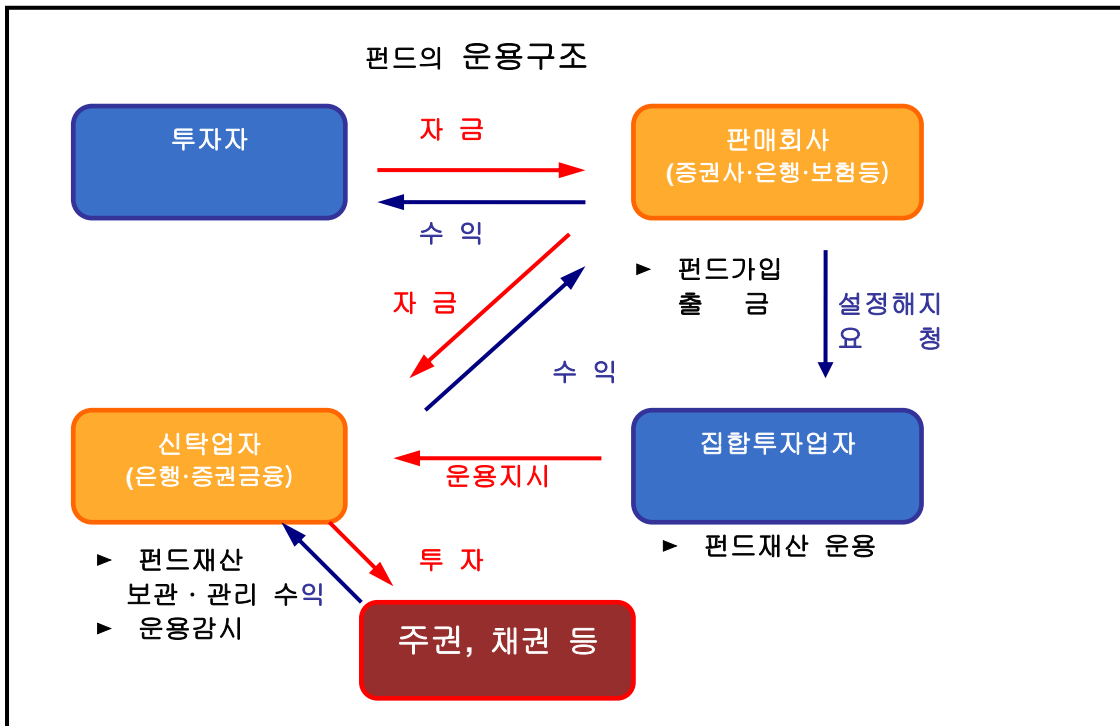 펀드의 운용구조
투자자
자 금
수 익
판매회사
(증권사·은행·보험등)
► 펀드가입
출 금
설정해지
요 청
자 금
수 익
신탁업자
(은행·증권금융)
운용지시
집합투자업자
► 펀드재산 운용
► 펀드재산
보관 · 관리 수익
► 운용감시
투 자
주권, 채권 등